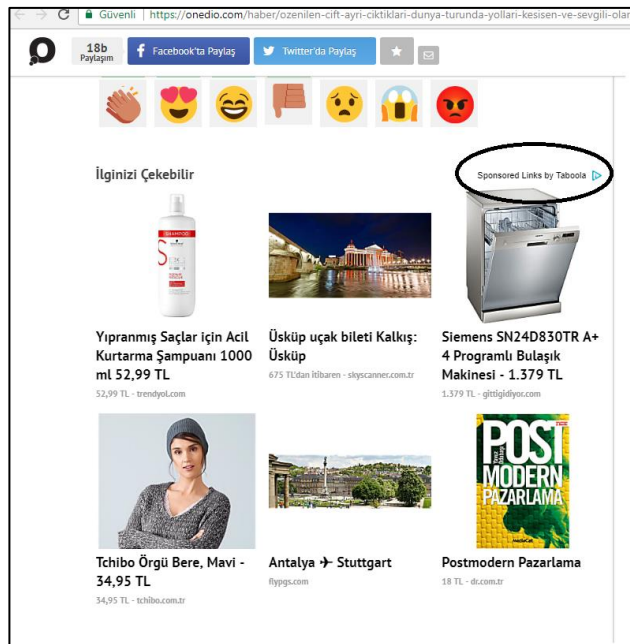 Güvenli | https://onedio.com/haber/ozenilen-cift-ayri-ciktiklari-dunya-turunda-yollari-kesisen-ve-sevgili-olan
18b
Paylaşım
Facebook'ta Paylaş
Twitter'da Paylaş
İlginizi Çekebilir
Sponsored Links by Taboola
SHAMPOO
Yıpranmış Saçlar için Acil
Kurtarma Şampuanı 1000
ml 52,99 TL
52,99 TL - trendyol.com
Üsküp uçak bileti Kalkış:
Üsküp
675 TL'dan itibaren - skyscanner.com.tr
Siemens SN24D830TR A+
4 Programlı Bulaşık
Makinesi - 1.379 TL
1.379 TL - gittigidiyor.com
Tchibo Örgü Bere, Mavi -
34,95 TL
34,95 TL - tchibo.com.tr
Antalya ✈ Stuttgart
flypgs.com
POST
MODERN
PAZARLAMA
MediaCat
Postmodern Pazarlama
18 TL - dr.com.tr